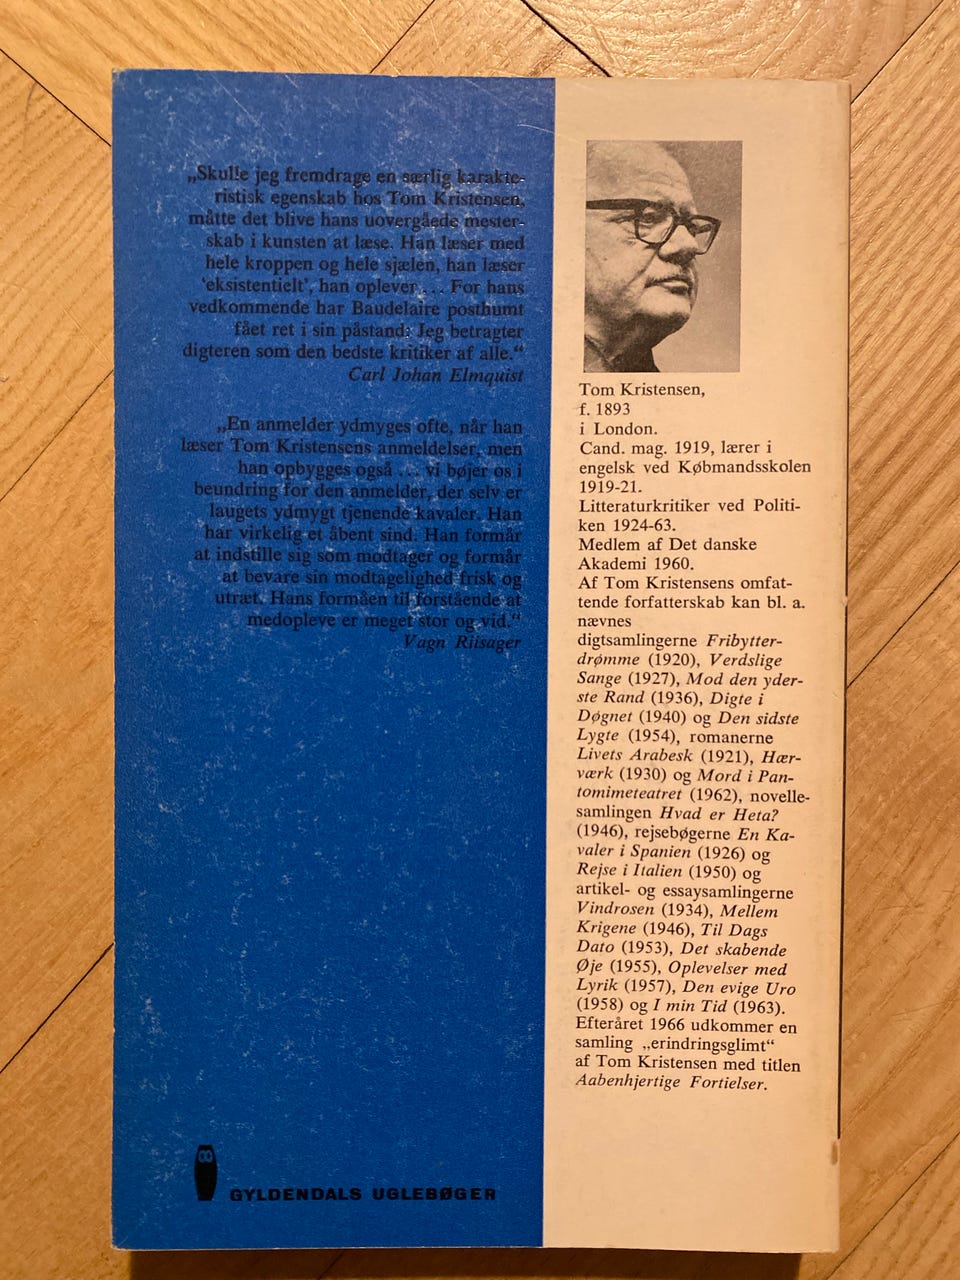 „Skulle jeg fremdrage en særlig karakte-
ristisk egenskab hos Tom Kristensen,
måtte det blive hans uovergåede mester-
skab i kunsten at læse. Han læser med
hele kroppen og hele sjælen, han læser
‘eksistentielt’, han oplever ... For hans
vedkommende har Baudelaire posthumt
fået ret i sin påstand: Jeg betragter
digteren som den bedste kritiker af alle.“
Carl Johan Elmquist
„En anmelder ydmyges ofte, når han
læser Tom Kristensens anmeldelser, men
han opbygges også ... vi bøjer os i
beundring for den anmelder, der selv er
laugets ydmygt tjenende kavaler. Han
har virkelig et åbent sind. Han formår
at indstille sig som modtager og formår
at bevare sin modtagelighed frisk og
utræt. Hans formåen til forstående at
medopleve er meget stor og vid.“
Vagn Riisager
GYLDENDALS UGLEBØGER
Tom Kristensen,
f. 1893
i London.
Cand. mag. 1919, lærer i
engelsk ved Købmandsskolen
1919-21.
Litteraturkritiker ved Politi-
ken 1924-63.
Medlem af Det danske
Akademi 1960.
Af Tom Kristensens omfat-
tende forfatterskab kan bl. a.
nævnes
digtsamlingerne Fribytter-
drømme (1920), Verdslige
Sange (1927), Mod den yder-
ste Rand (1936), Digte i
Døgnet (1940) og Den sidste
Lygte (1954), romanerne
Livets Arabesk (1921), Hær-
værk (1930) og Mord i Pan-
tomimeteatret (1962), novelle-
samlingen Hvad er Heta?
(1946), rejsebøgerne En Ka-
valer i Spanien (1926) og
Rejse i Italien (1950) og
artikel- og essaysamlingerne
Vindrosen (1934), Mellem
Krigene (1946), Til Dags
Dato (1953), Det skabende
Øje (1955), Oplevelser med
Lyrik (1957), Den evige Uro
(1958) og I min Tid (1963).
Efteråret 1966 udkommer en
samling „erindringsglimt“
af Tom Kristensen med titlen
Aabenhjertige Fortielser.